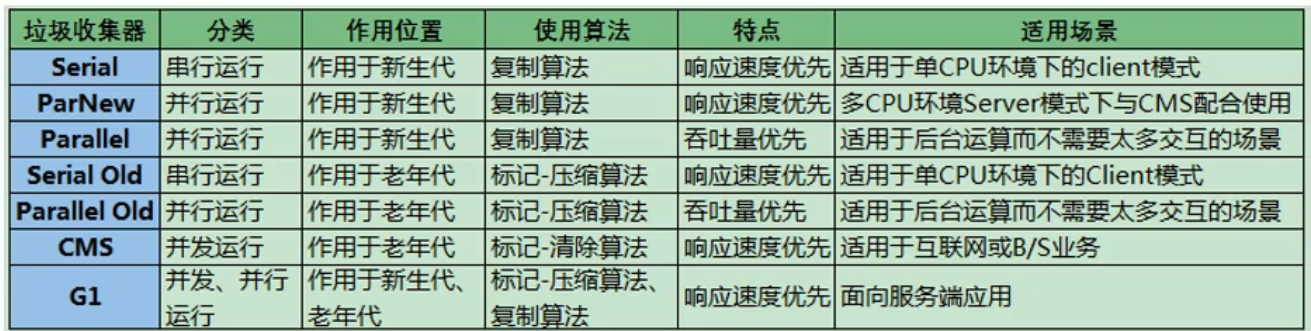 垃圾收集器 分类 作用位置 使用算法 特点 适用场景
Serial 串行运行 作用于新生代 复制算法 响应速度优先 适用于单CPU环境下的client模式
ParNew 并行运行 作用于新生代 复制算法 响应速度优先 多CPU环境Server模式下与CMS配合使用
Parallel 并行运行 作用于新生代 复制算法 吞吐量优先 适用于后台运算而不需要太多交互的场景
Serial Old 串行运行 作用于老年代 标记-压缩算法 响应速度优先 适用于单CPU环境下的Client模式
Parallel Old 并行运行 作用于老年代 标记-压缩算法 吞吐量优先 适用于后台运算而不需要太多交互的场景
CMS 并发运行 作用于老年代 标记-清除算法 响应速度优先 适用于互联网或B/S业务
G1 并发、并行运行 作用于新生代、老年代 标记-压缩算法、复制算法 响应速度优先 面向服务端应用